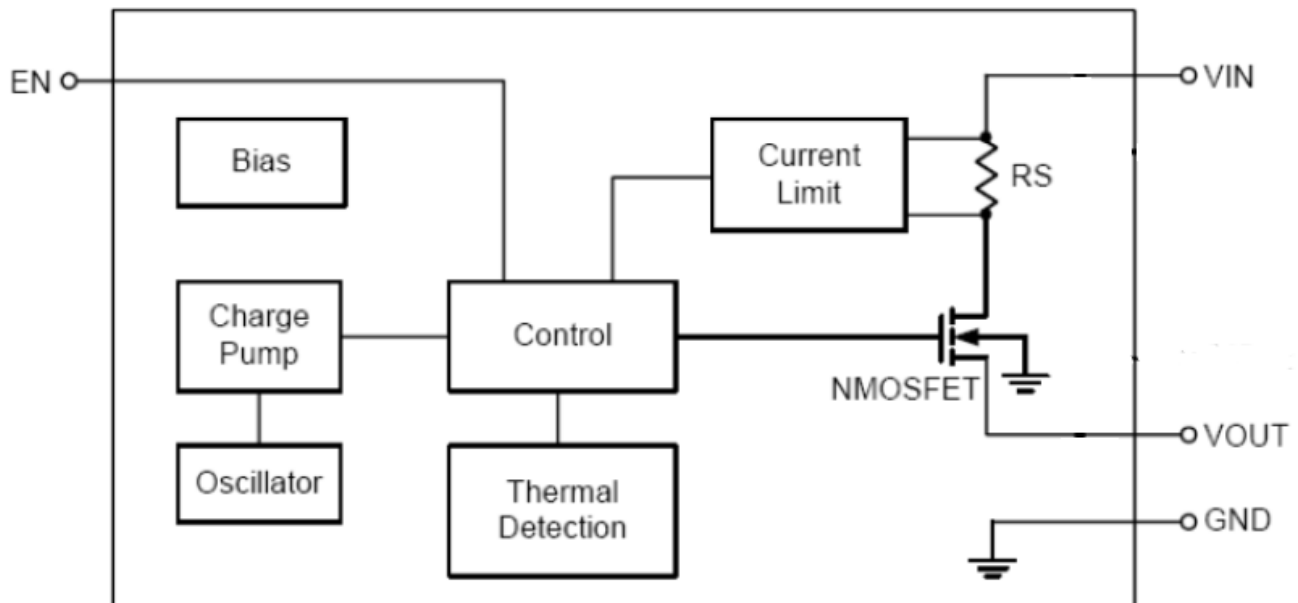 EN
VIN
Bias
Current
Limit
RS
Charge
Pump
Control
NMOSFET
VOUT
Oscillator
Thermal
Detection
GND